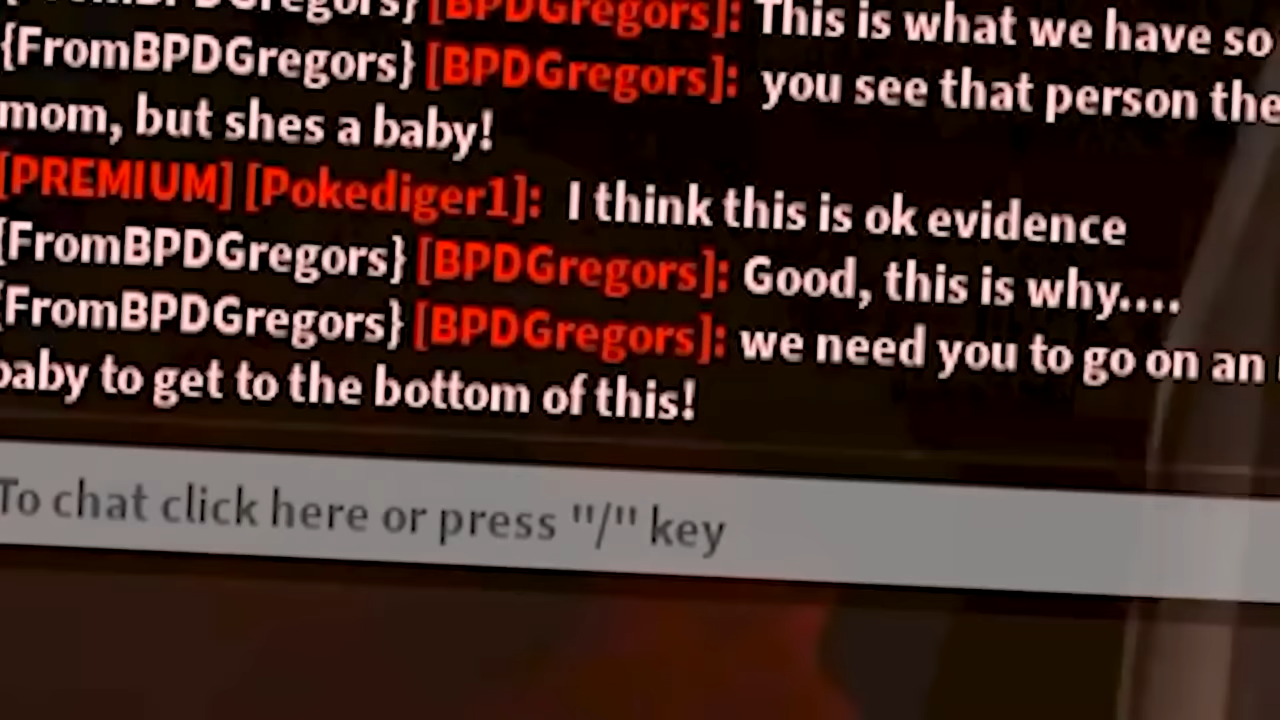 {FromBPDGregors} [BPDGregors]: This is what we have so
{FromBPDGregors} [BPDGregors]: you see that person the
mom, but shes a baby!
[PREMIUM] [Pokediger1]: I think this is ok evidence
{FromBPDGregors} [BPDGregors]: Good, this is why....
{FromBPDGregors} [BPDGregors]: we need you to go on an
baby to get to the bottom of this!
To chat click here or press "/" key